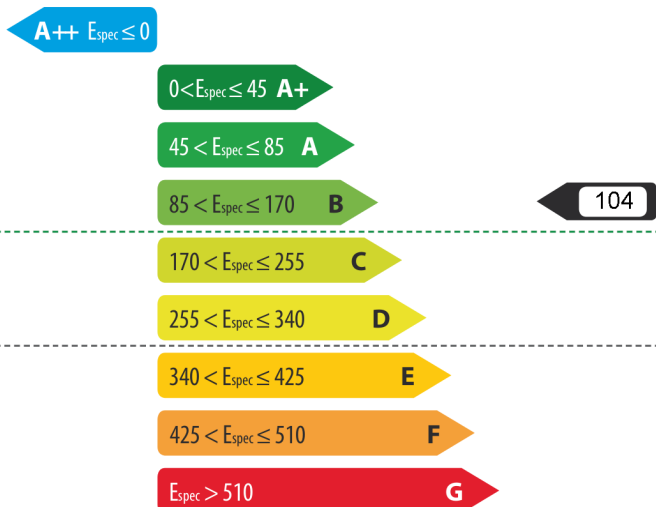 A++ Espec ≤ 0
0 < Espec ≤ 45 A+
45 < Espec ≤ 85 A
85 < Espec ≤ 170 B
104
170 < Espec ≤ 255 C
255 < Espec ≤ 340 D
340 < Espec ≤ 425 E
425 < Espec ≤ 510 F
Espec > 510 G